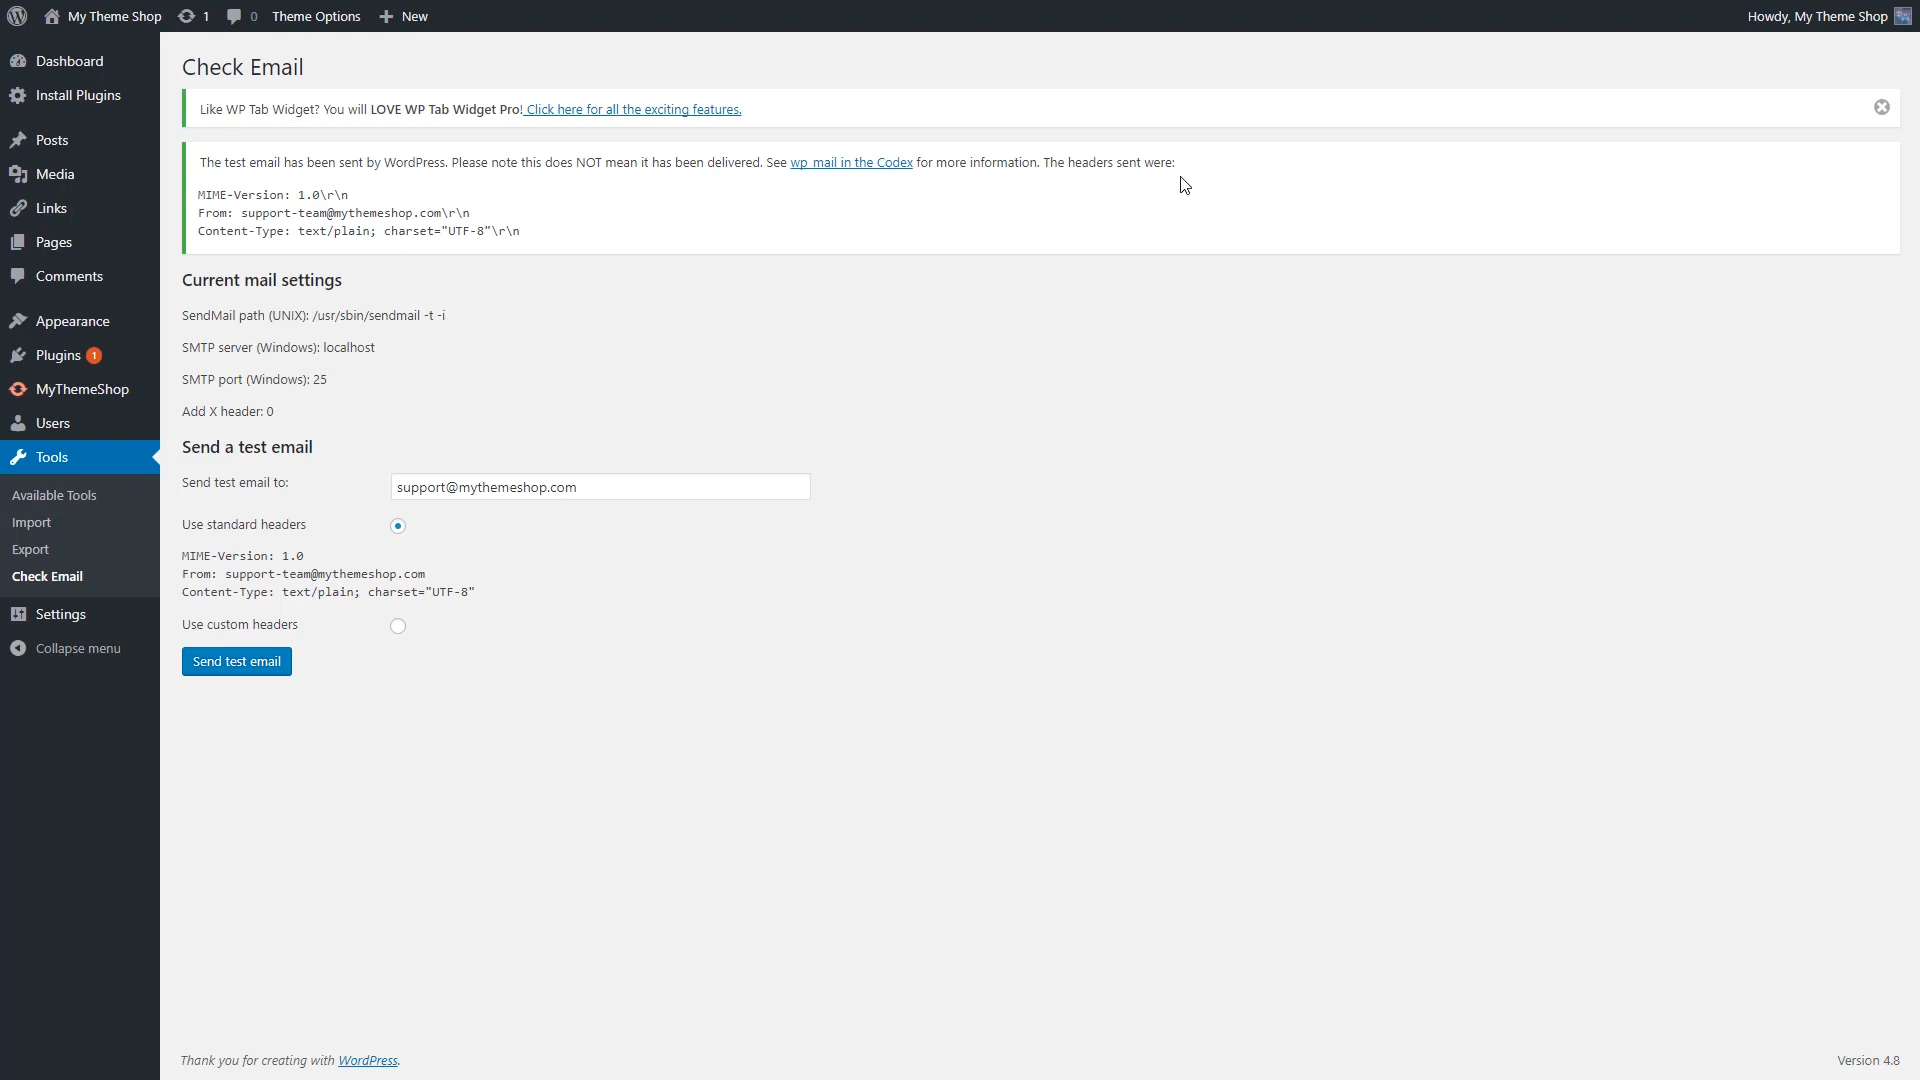 My Theme Shop 1 0 Theme Options New Howdy, My Theme Shop
Dashboard
Install Plugins
Posts
Media
Links
Pages
Comments
Appearance
Plugins 1
MyThemeShop
Users
Tools
Available Tools
Import
Export
Check Email
Settings
Collapse menu
Check Email
Like WP Tab Widget? You will LOVE WP Tab Widget Pro! Click here for all the exciting features.
The test email has been sent by WordPress. Please note this does NOT mean it has been delivered. See wp_mail in the Codex for more information. The headers sent were:
MIME-Version: 1.0\r\n
From: support-team@mythemeshop.com\r\n
Content-Type: text/plain; charset="UTF-8"\r\n
Current mail settings
SendMail path (UNIX): /usr/sbin/sendmail -t -i
SMTP server (Windows): localhost
SMTP port (Windows): 25
Add X header: 0
Send a test email
Send test email to: support@mythemeshop.com
Use standard headers
MIME-Version: 1.0
From: support-team@mythemeshop.com
Content-Type: text/plain; charset="UTF-8"
Use custom headers
Send test email
Thank you for creating with WordPress. Version 4.8